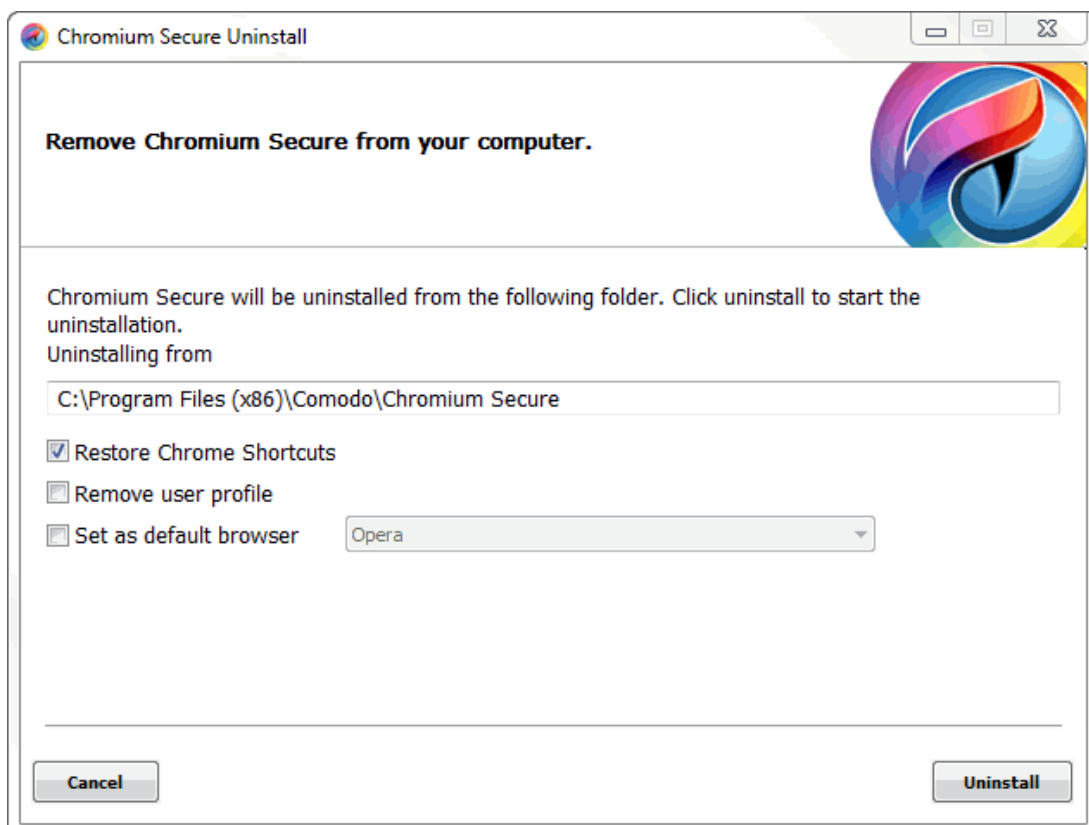 Chromium Secure Uninstall
Remove Chromium Secure from your computer.
Chromium Secure will be uninstalled from the following folder. Click uninstall to start the
uninstallation.
Uninstalling from
C:\Program Files (x86)\Comodo\Chromium Secure
Restore Chrome Shortcuts
Remove user profile
Set as default browser Opera
Cancel Uninstall